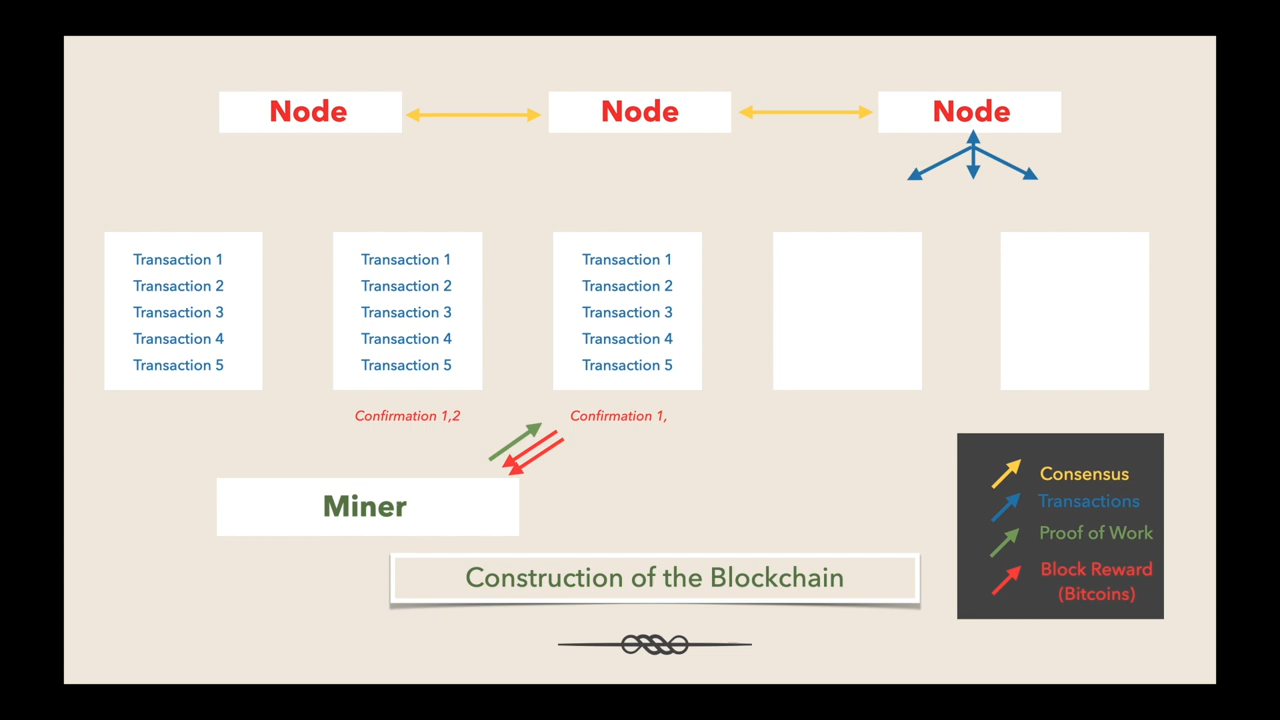 Node
Node
Node
Transaction 1
Transaction 2
Transaction 3
Transaction 4
Transaction 5
Transaction 1
Transaction 2
Transaction 3
Transaction 4
Transaction 5
Transaction 1
Transaction 2
Transaction 3
Transaction 4
Transaction 5
Confirmation 1,2
Confirmation 1,
Miner
Consensus
Transactions
Proof of Work
Block Reward
(Bitcoins)
Construction of the Blockchain